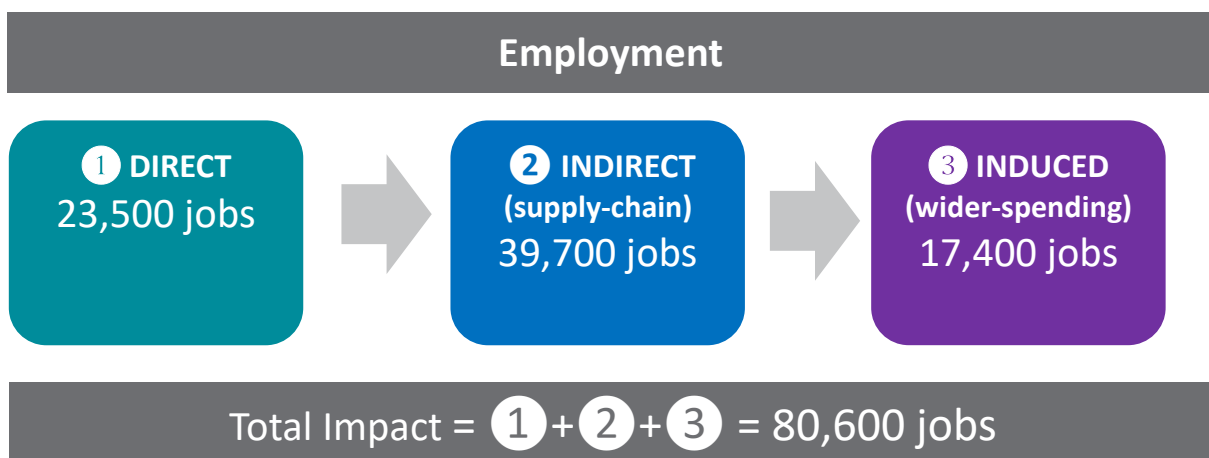 Employment
1 DIRECT
23,500 jobs
2 INDIRECT
(supply-chain)
39,700 jobs
3 INDUCED
(wider-spending)
17,400 jobs
Total Impact = 1+2+3 = 80,600 jobs